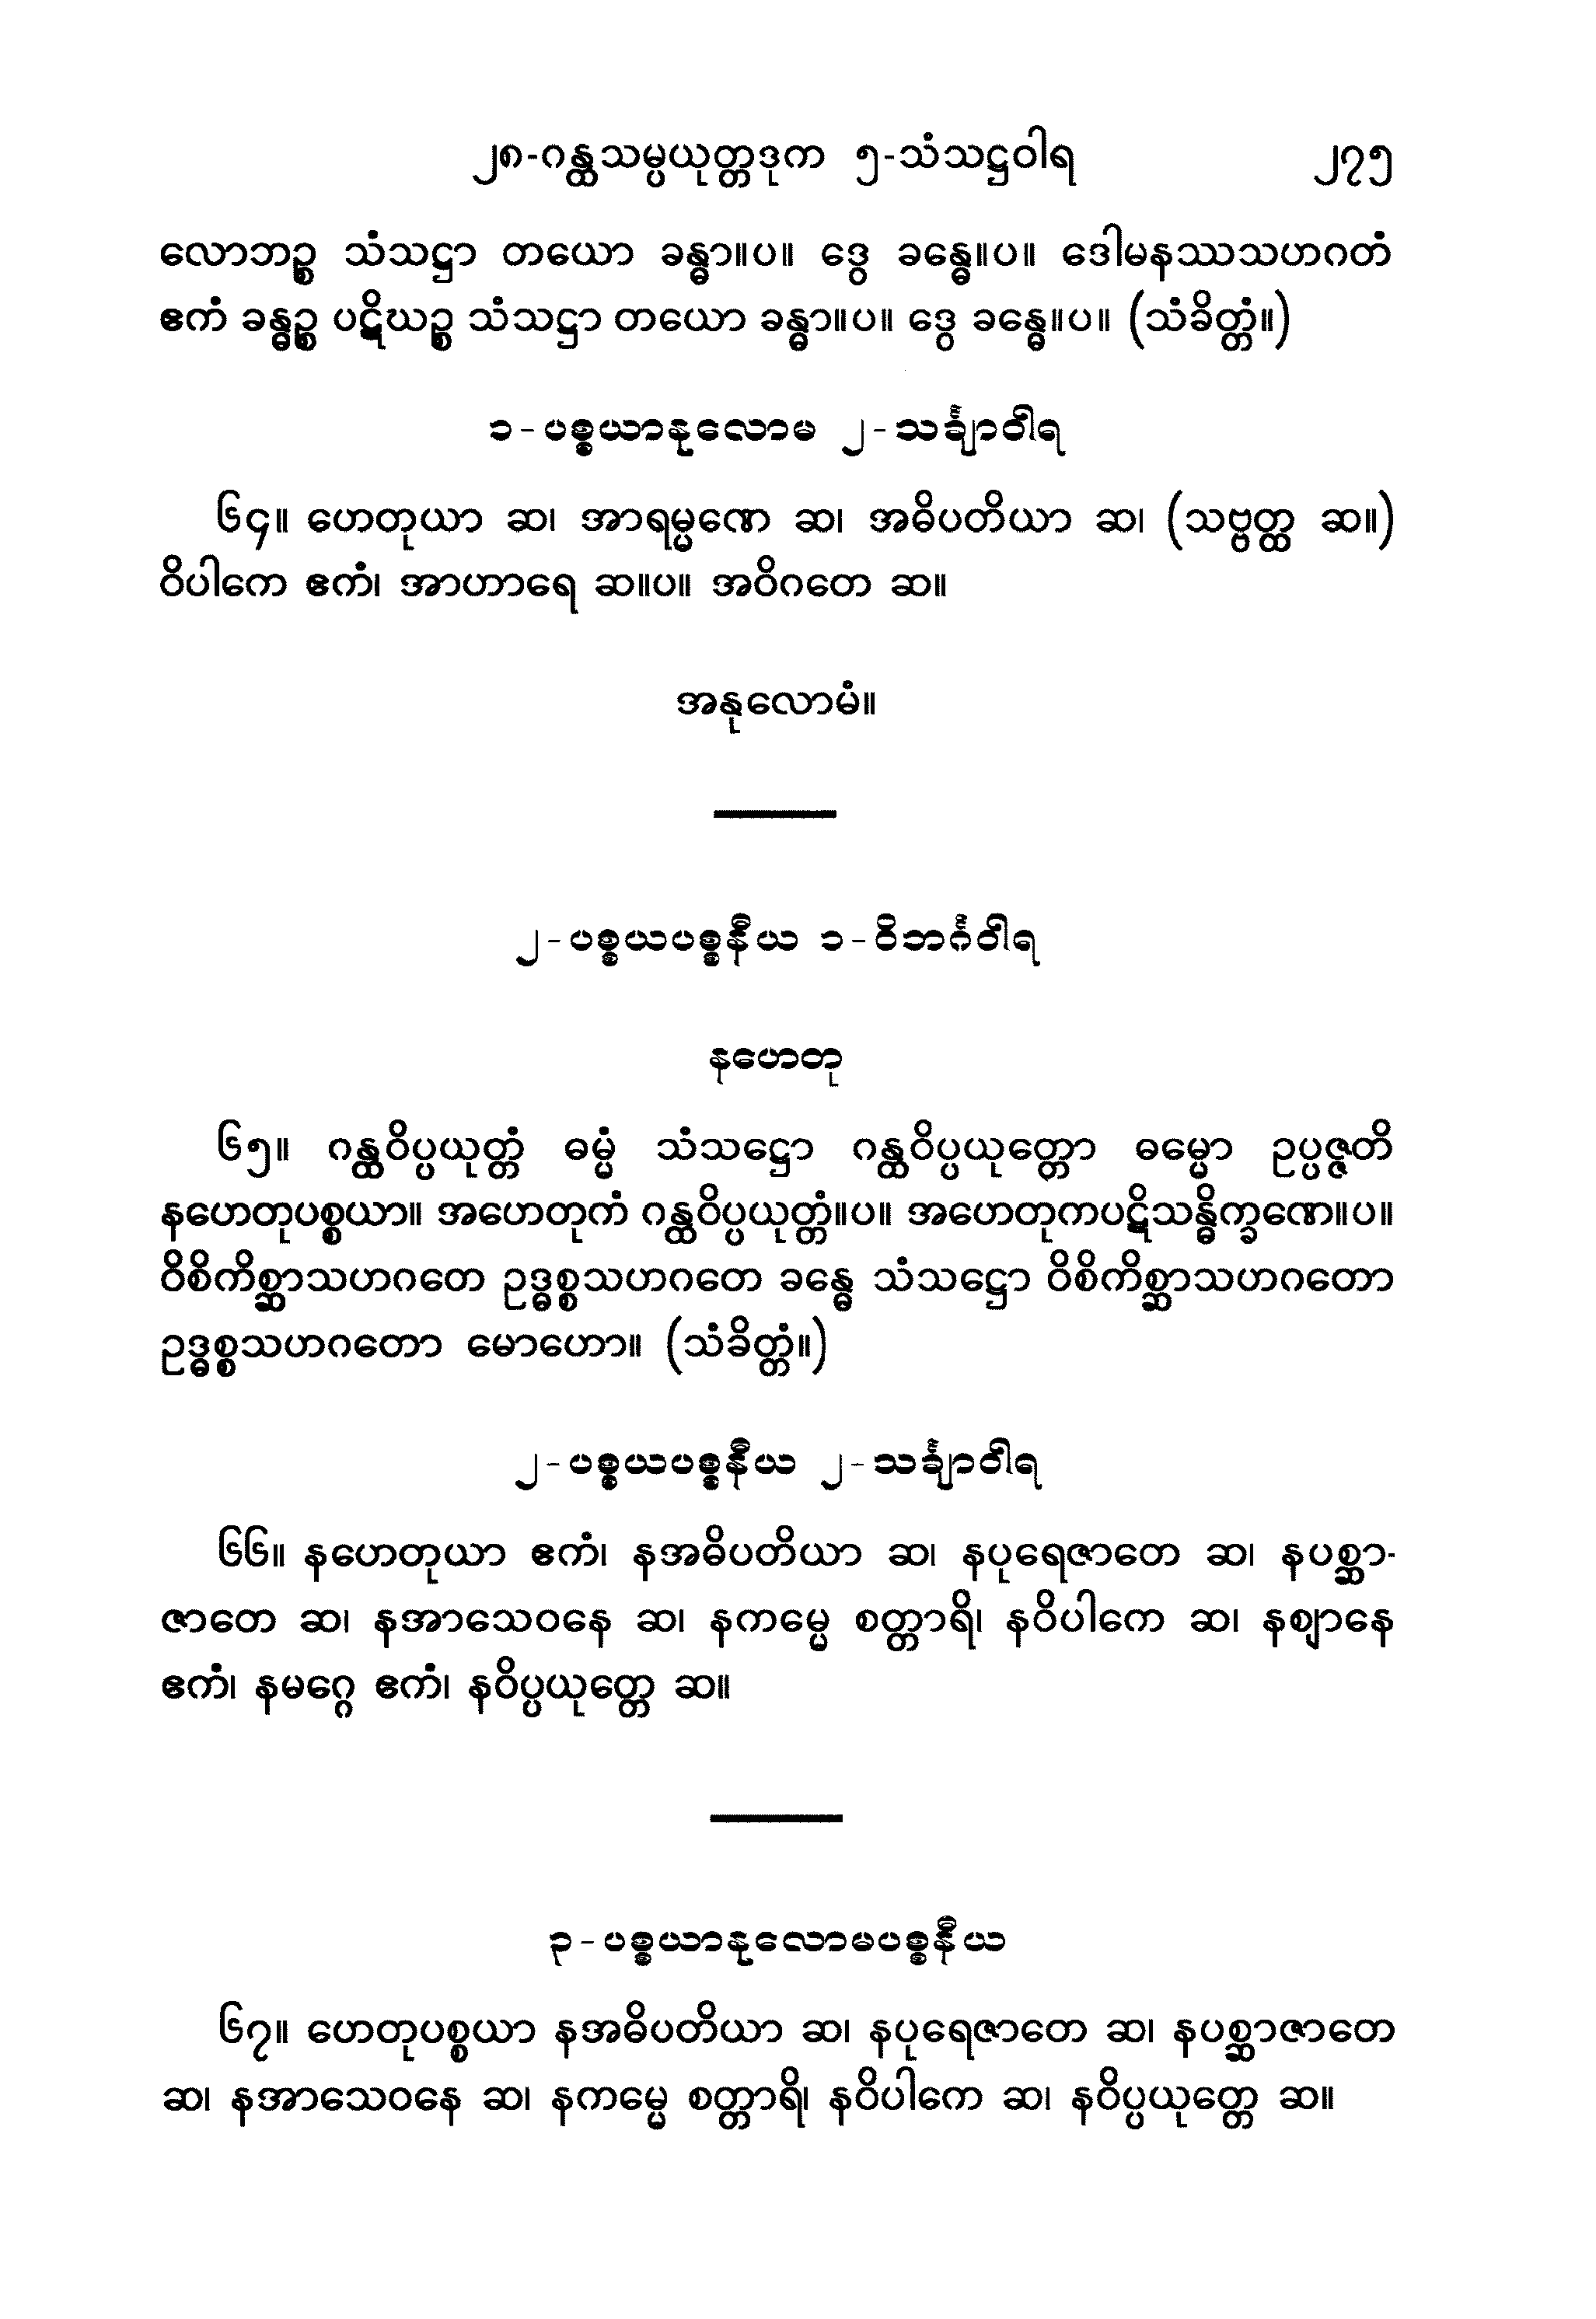 ၂၈-ဂန္ထသမ္ပယုတ္တဒုက ၅-သံသဋ္ဌဝါရ ၂၇၅
လောဘဉ္စ သံသဋ္ဌာ တယော ခန္ဓာ။ပ။ ဒွေ ခန္ဓေ။ပ။ ဒေါမနဿသဟဂတံ
ဧကံ ခန္ဓဉ္စ ပဋိဃဉ္စ သံသဋ္ဌာ တယော ခန္ဓာ။ပ။ ဒွေ ခန္ဓေ။ပ။ (သံခိတ္တံ။)
၁-ပစ္စယာနုလောမ ၂-သင်္ချာဝါရ
၆၄။ ဟေတုယာ ဆ၊ အာရမ္မဏေ ဆ၊ အဓိပတိယာ ဆ၊ (သဗ္ဗတ္ထ ဆ။)
ဝိပါကေ ဧကံ၊ အာဟာရေ ဆ။ပ။ အဝိဂတေ ဆ။
အနုလောမံ။
၂-ပစ္စယပစ္စနီယ ၁-ဝိဘင်္ဂဝါရ
နဟေတု
၆၅။ ဂန္ထဝိပ္ပယုတ္တံ ဓမ္မံ သံသဋ္ဌော ဂန္ထဝိပ္ပယုတ္တော ဓမ္မော ဥပ္ပဇ္ဇတိ
နဟေတုပစ္စယာ။ အဟေတုကံ ဂန္ထဝိပ္ပယုတ္တံ။ပ။ အဟေတုကပဋိသန္ဓိက္ခဏေ။ပ။
ဝိစိကိစ္ဆာသဟဂတေ ဥဒ္ဓစ္စသဟဂတေ ခန္ဓေ သံသဋ္ဌော ဝိစိကိစ္ဆာသဟဂတော
ဥဒ္ဓစ္စသဟဂတော မောဟော။ (သံခိတ္တံ။)
၂-ပစ္စယပစ္စနီယ ၂-သင်္ချာဝါရ
၆၆။ နဟေတုယာ ဧကံ၊ နအဓိပတိယာ ဆ၊ နပုရေဇာတေ ဆ၊ နပစ္ဆာ-
ဇာတေ ဆ၊ နအာသေဝနေ ဆ၊ နကမ္မေ စတ္တာရိ၊ နဝိပါကေ ဆ၊ နဈာနေ
ဧကံ၊ နမဂ္ဂေ ဧကံ၊ နဝိပ္ပယုတ္တေ ဆ။
၃-ပစ္စယာနုလောမပစ္စနီယ
၆၇။ ဟေတုပစ္စယာ နအဓိပတိယာ ဆ၊ နပုရေဇာတေ ဆ၊ နပစ္ဆာဇာတေ
ဆ၊ နအာသေဝနေ ဆ၊ နကမ္မေ စတ္တာရိ၊ နဝိပါကေ ဆ၊ နဝိပ္ပယုတ္တေ ဆ။